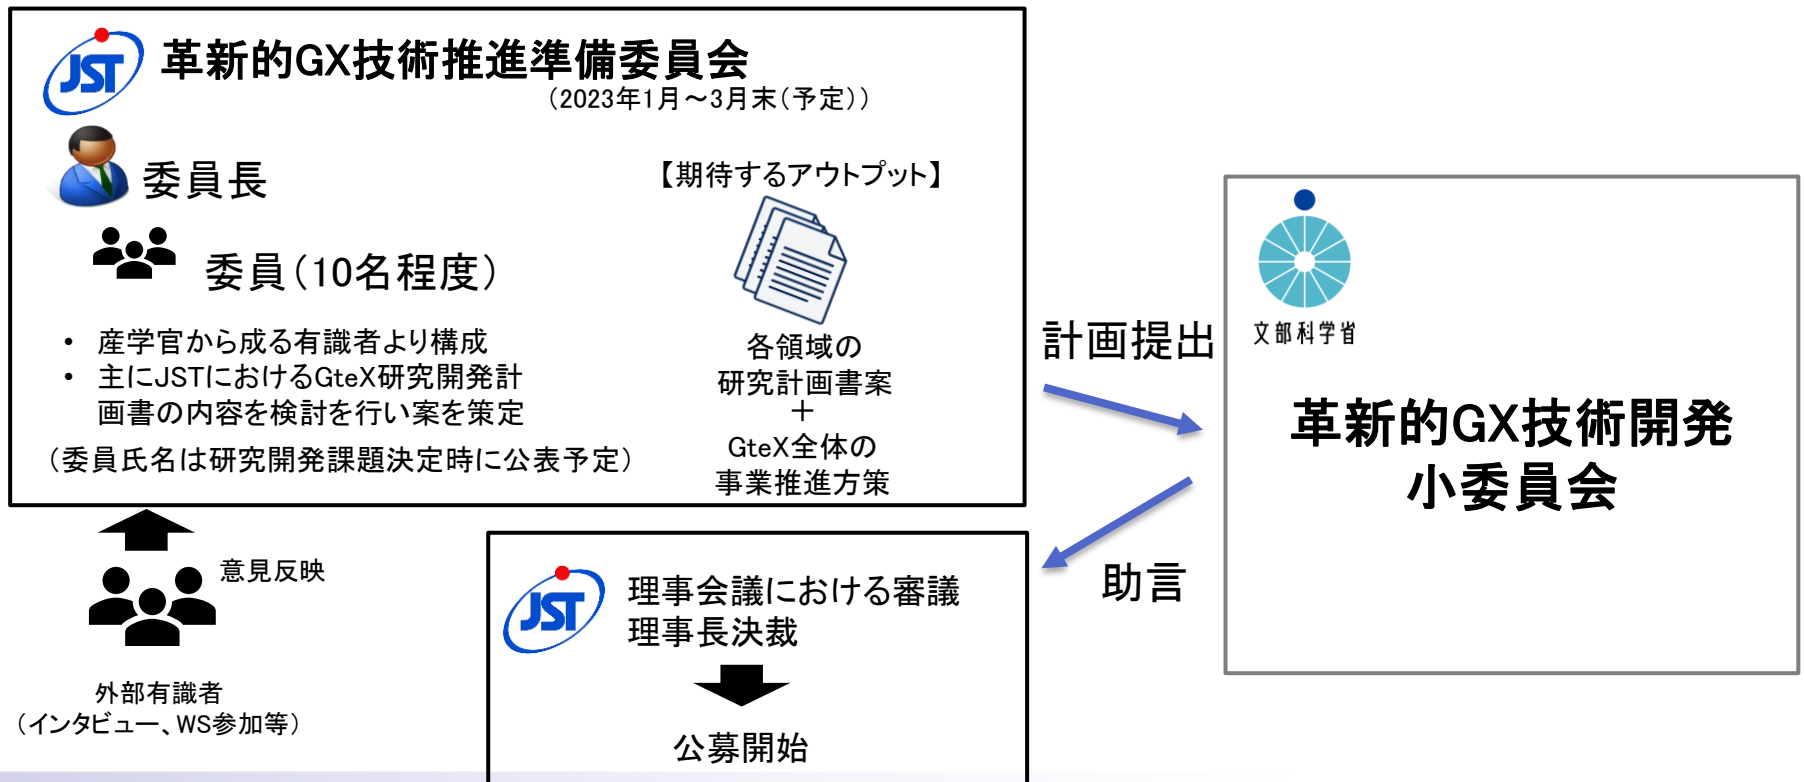 JST
革新的GX技術推進準備委員会
（2023年1月～3月末（予定））
委員長
委員（10名程度）
• 産学官から成る有識者より構成
• 主にJSTにおけるGteX研究開発計
画書の内容を検討を行い案を策定
（委員氏名は研究開発課題決定時に公表予定）
【期待するアウトプット】
各領域の
研究計画書案
＋
GteX全体の
事業推進方策
意見反映
外部有識者
（インタビュー、WS参加等）
計画提出
文部科学省
革新的GX技術開発
小委員会
助言
JST
理事会議における審議
理事長決裁
公募開始